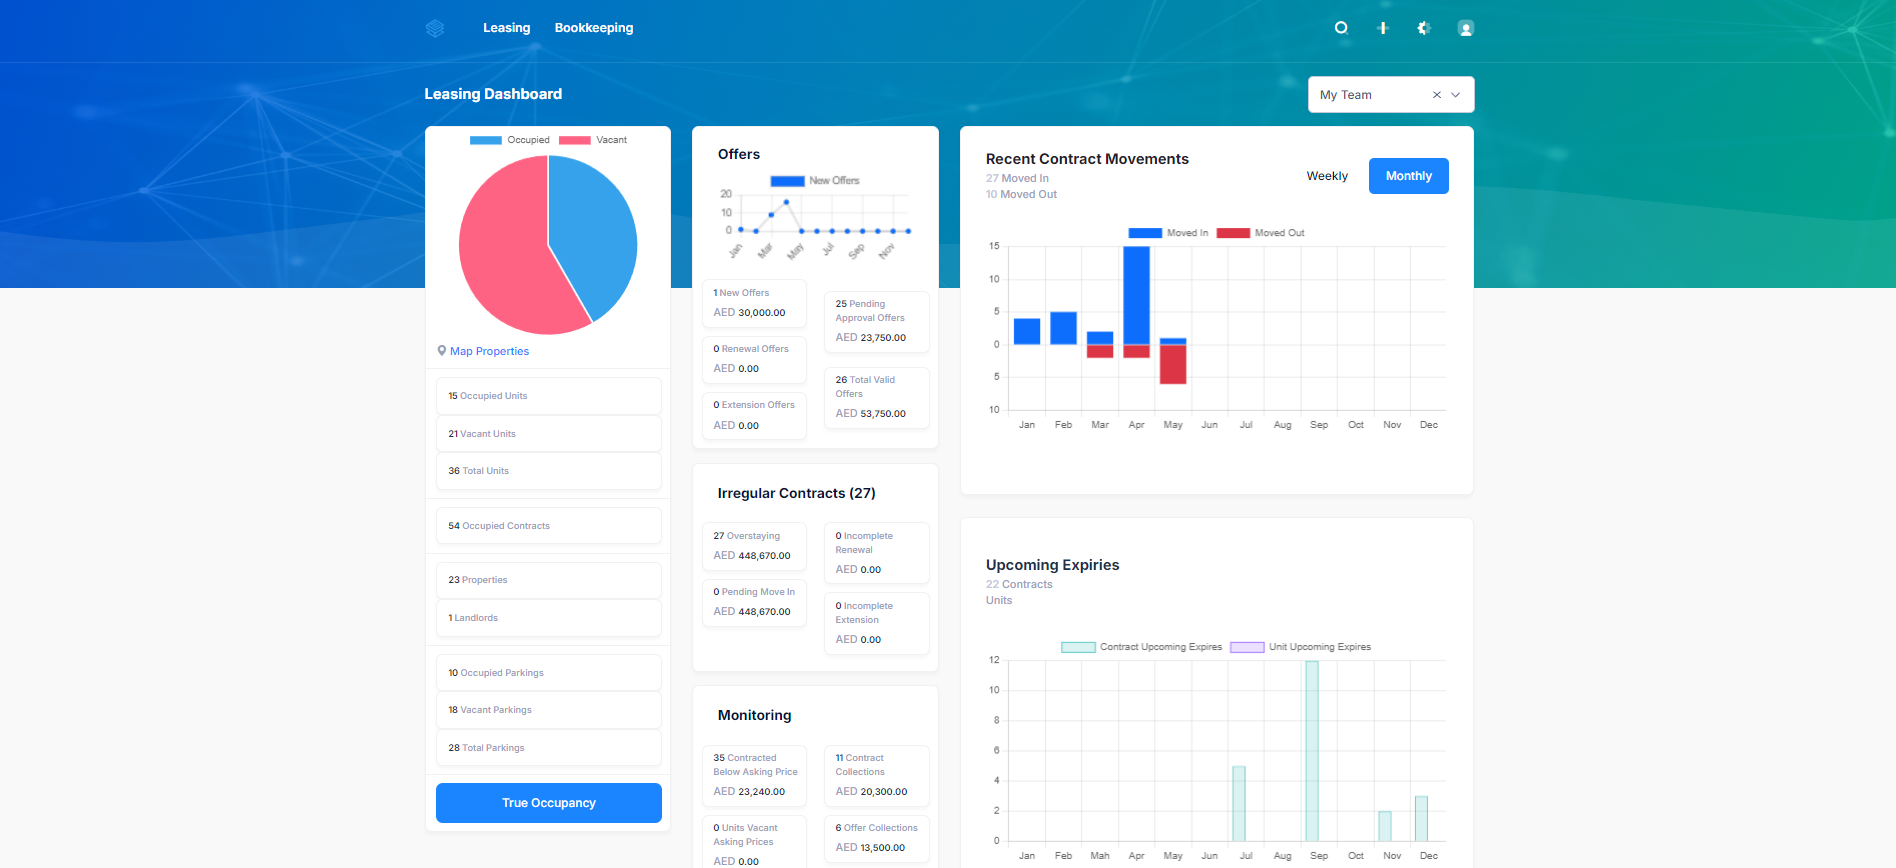 Leasing
Bookkeeping
Leasing Dashboard
My Team
Occupied
Vacant
Map Properties
15 Occupied Units
21 Vacant Units
36 Total Units
54 Occupied Contracts
23 Properties
1 Landlords
10 Occupied Parkings
18 Vacant Parkings
28 Total Parkings
True Occupancy
Offers
New Offers
20
10
0
Jan
Mar
May
Jul
Sep
Nov
1 New Offers
AED 30,000.00
0 Renewal Offers
AED 0.00
0 Extension Offers
AED 0.00
25 Pending
Approval Offers
AED 23,750.00
26 Total Valid
Offers
AED 53,750.00
Irregular Contracts (27)
27 Overstaying
AED 448,670.00
0 Pending Move In
AED 448,670.00
0 Incomplete
Renewal
AED 0.00
0 Incomplete
Extension
AED 0.00
Monitoring
35 Contracted
Below Asking Price
AED 23,240.00
0 Units Vacant
Asking Prices
AED 0.00
11 Contract
Collections
AED 20,300.00
6 Offer Collections
AED 13,500.00
Recent Contract Movements
27 Moved In
10 Moved Out
Weekly
Monthly
Moved In
Moved Out
15
10
5
0
5
10
Jan
Feb
Mar
Apr
May
Jun
Jul
Aug
Sep
Oct
Nov
Dec
Upcoming Expiries
22 Contracts
Units
Contract Upcoming Expires
Unit Upcoming Expires
12
10
8
6
4
2
0
Jan
Feb
Mah
Apr
May
Jun
Jul
Aug
Sep
Oct
Nov
Dec